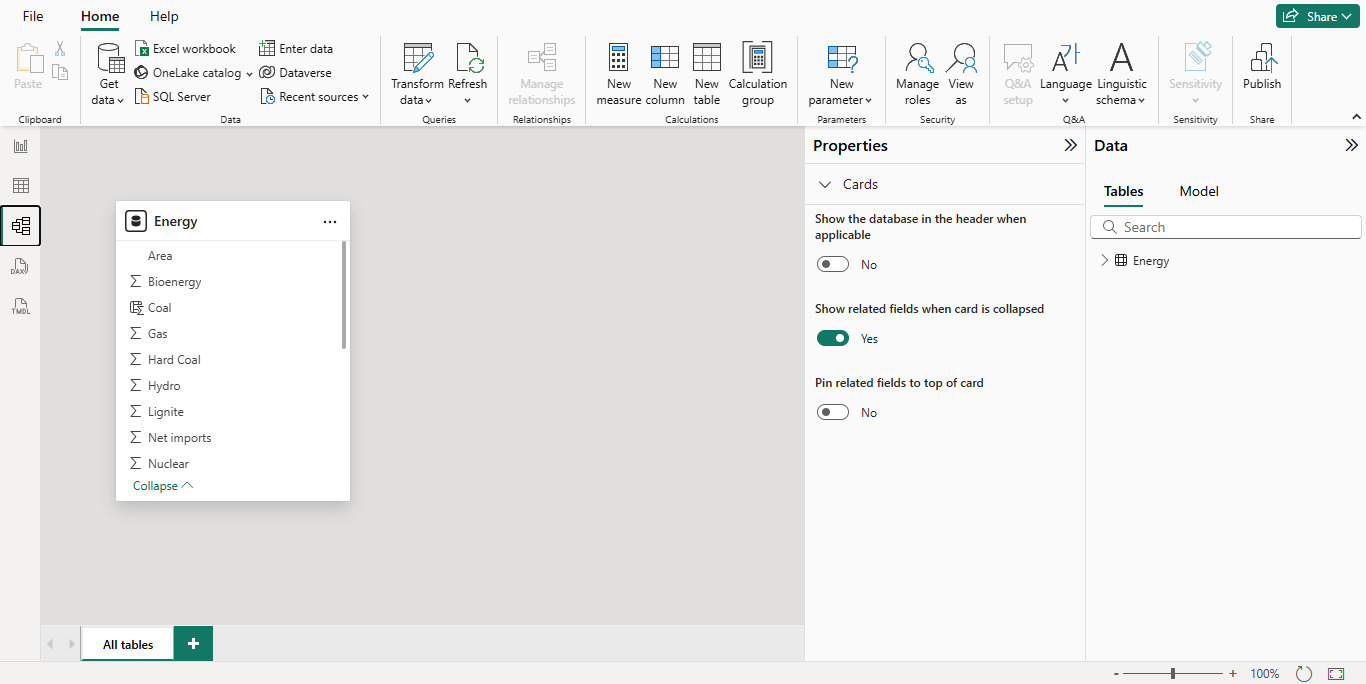 File Home Help
Share
Paste
Clipboard
Get data
Excel workbook
OneLake catalog
SQL Server
Enter data
Dataverse
Recent sources
Data
Transform data
Refresh
Queries
Manage relationships
Relationships
New measure
New column
New table
Calculation group
Calculations
New parameter
Parameters
Manage roles
View as
Security
Q&A setup
Language
Linguistic schema
Q&A
Sensitivity
Sensitivity
Publish
Share
DAX
TMDL
Energy
Area
Bioenergy
Coal
Gas
Hard Coal
Hydro
Lignite
Net imports
Nuclear
Collapse
Properties
Cards
Show the database in the header when
applicable
No
Show related fields when card is collapsed
Yes
Pin related fields to top of card
No
Data
Tables Model
Search
Energy
All tables +
- + 100%